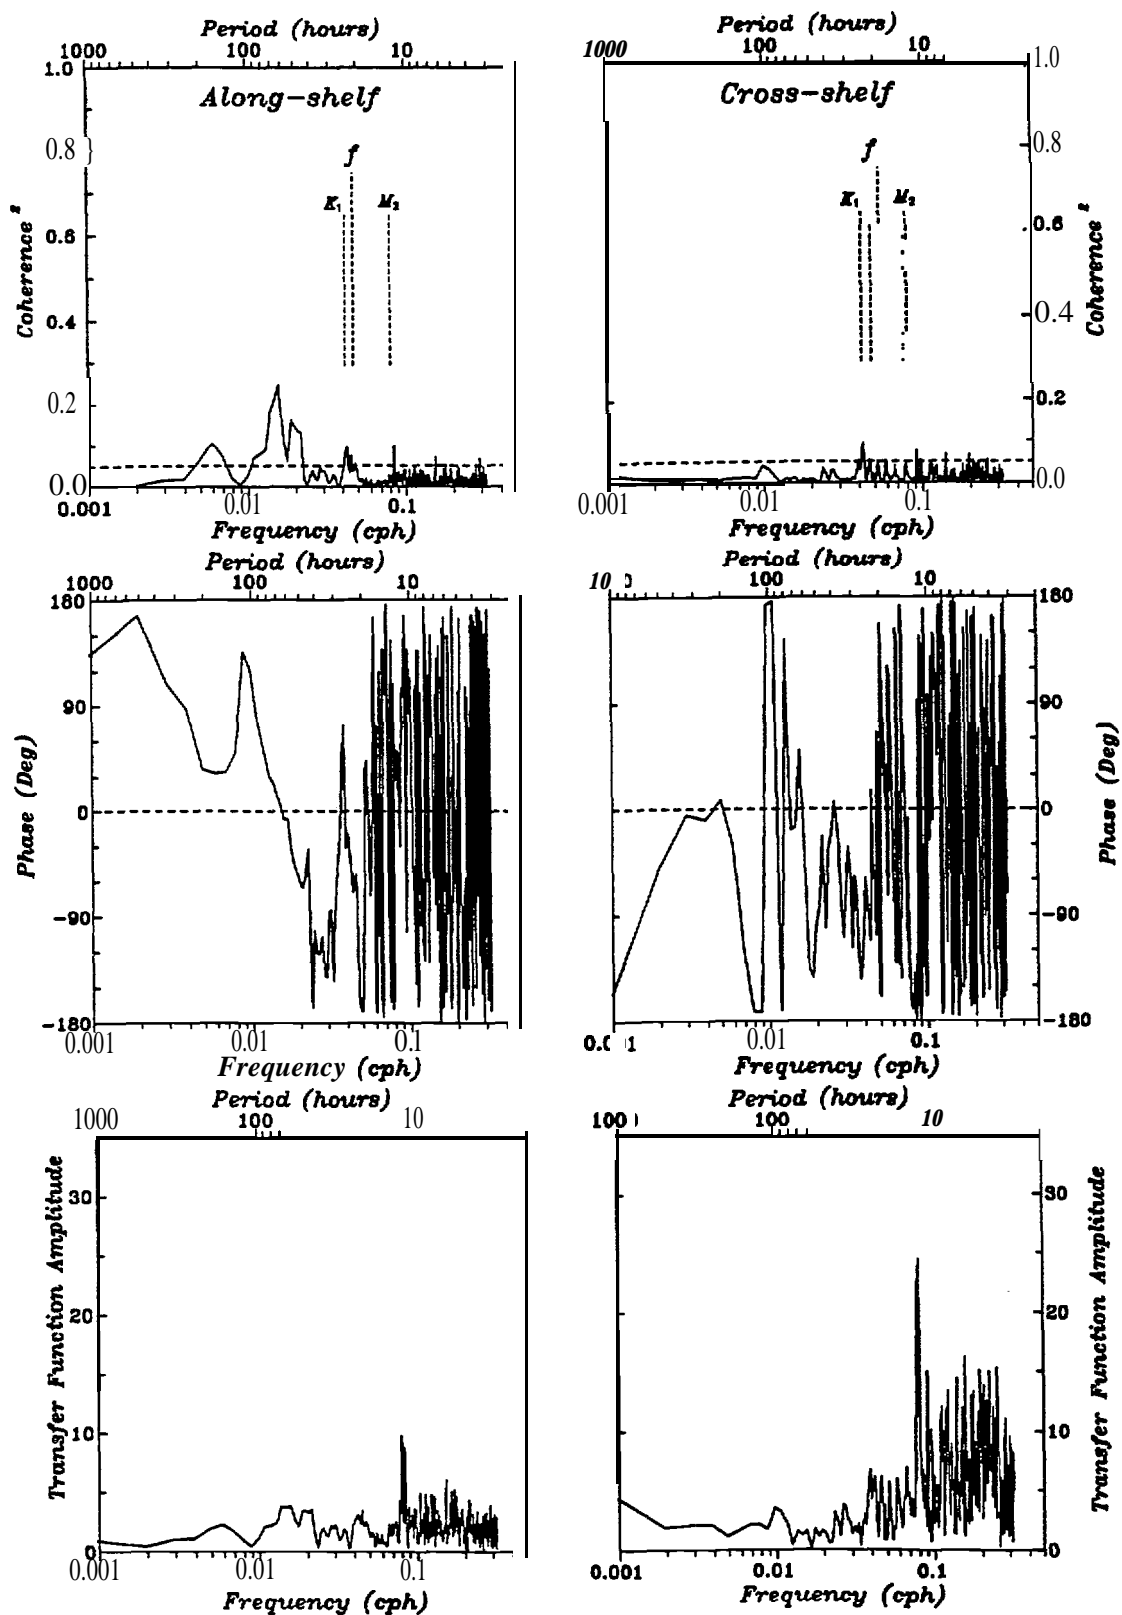 Period (hours)
1000 100 10
1.0
Along-shelf
0.8
f
K₁ M₂
0.6
0.4
0.2
0.0
Coherence²
0.001 0.01 0.1
Frequency (cph)
Period (hours)
1000 100 10
1.0
Cross-shelf
0.8
f
K₁ M₂
0.6
0.4
0.2
0.0
Coherence²
0.001 0.01 0.1
Frequency (cph)
Period (hours)
1000 100 10
180
90
0
-90
-180
Phase (Deg)
0.001 0.01 0.1
Frequency (cph)
Period (hours)
100 10
180
90
0
-90
-180
Phase (Deg)
0.01 0.1
Frequency (cph)
Period (hours)
1000 100 10
30
20
10
0
Transfer Function Amplitude
0.001 0.01 0.1
Frequency (cph)
Period (hours)
100 100 10
30
20
10
0
Transfer Function Amplitude
0.001 0.01 0.1
Frequency (cph)